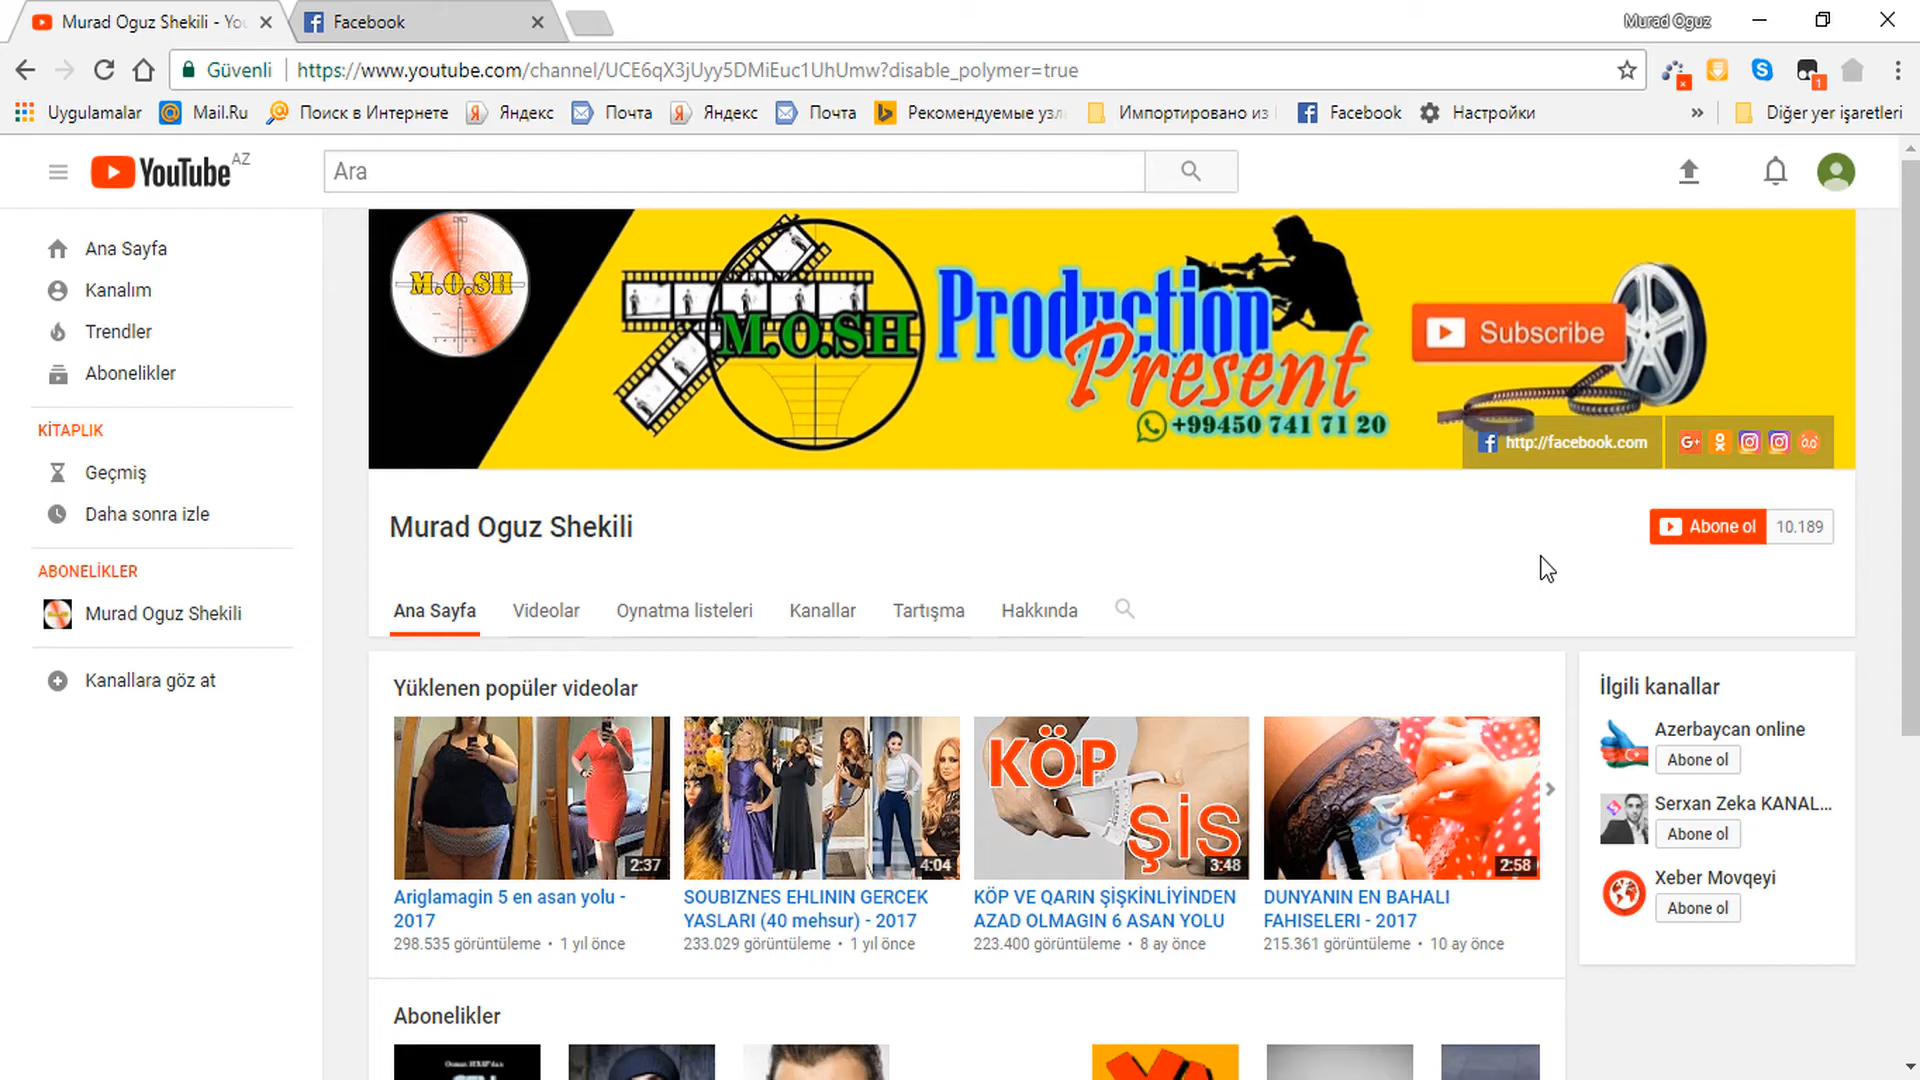 Murad Oguz Shekili - You
Facebook
Murad Oguz
Güvenli
https://www.youtube.com/channel/UCE6qX3jUyy5DMiEuc1UhUmw?disable_polymer=true
Uygulamalar
Mail.Ru
Поиск в Интернете
Яндекс
Почта
Яндекс
Почта
Рекомендуемые узл
Импортировано из
Facebook
Настройки
Diğer yer işaretleri
YouTube AZ
Ara
Ana Sayfa
Kanalım
Trendler
Abonelikler
KİTAPLIK
Geçmiş
Daha sonra izle
ABONELİKLER
Murad Oguz Shekili
Kanallara göz at
M.O.SH
M.O.SH
Production
Present
+99450 741 71 20
Subscribe
http://facebook.com
Murad Oguz Shekili
Abone ol
10.189
Ana Sayfa
Videolar
Oynatma listeleri
Kanallar
Tartışma
Hakkında
Yüklenen popüler videolar
2:37
Ariglamagin 5 en asan yolu -
2017
298.535 görüntüleme • 1 yıl önce
4:04
SOUBIZNES EHLININ GERCEK
YASLARI (40 mehsur) - 2017
233.029 görüntüleme • 1 yıl önce
KÖP
ŞİS
3:48
KÖP VE QARIN ŞİŞKİNLİYİNDEN
AZAD OLMAGIN 6 ASAN YOLU
223.400 görüntüleme • 8 ay önce
2:58
DUNYANIN EN BAHALI
FAHISELERI - 2017
215.361 görüntüleme • 10 ay önce
İlgili kanallar
Azerbaycan online
Abone ol
Serxan Zeka KANAL...
Abone ol
Xeber Movqeyi
Abone ol
Abonelikler